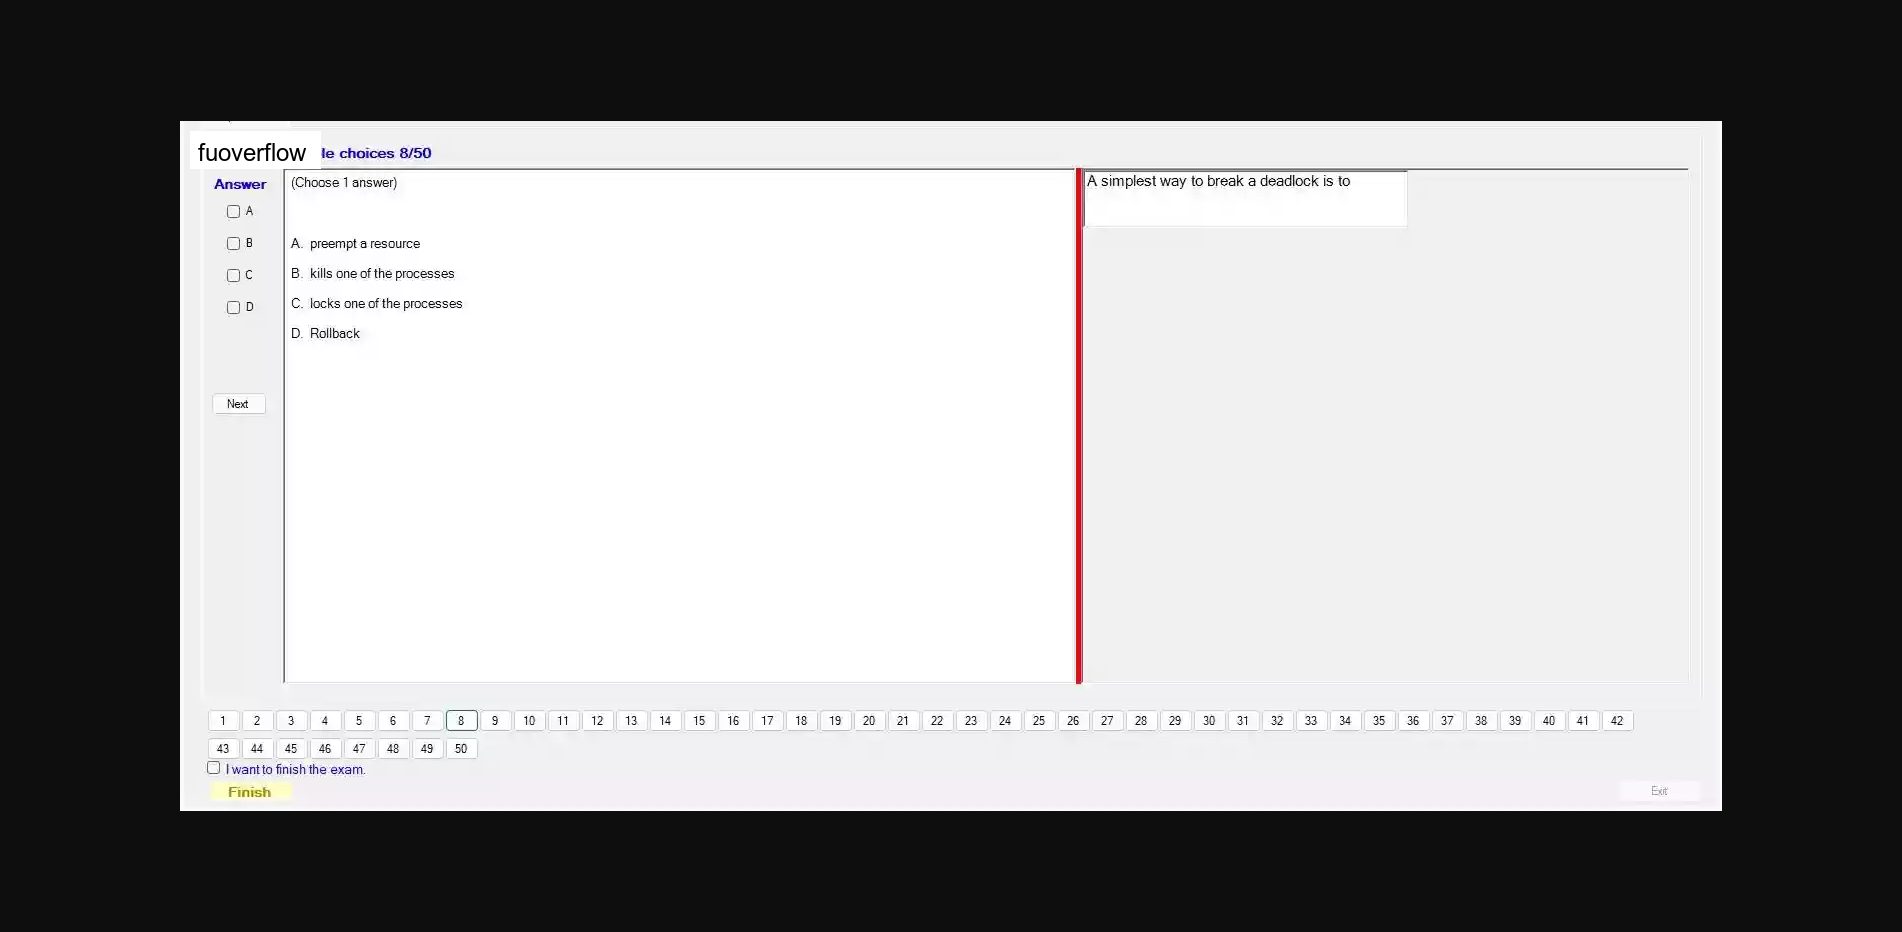 fuoverflow le choices 8/50
Answer
(Choose 1 answer)
A simplest way to break a deadlock is to
A
B
C
D
A. preempt a resource
B. kills one of the processes
C. locks one of the processes
D. Rollback
Next
1 2 3 4 5 6 7 8 9 10 11 12 13 14 15 16 17 18 19 20 21 22 23 24 25 26 27 28 29 30 31 32 33 34 35 36 37 38 39 40 41 42
43 44 45 46 47 48 49 50
I want to finish the exam.
Finish
Exit